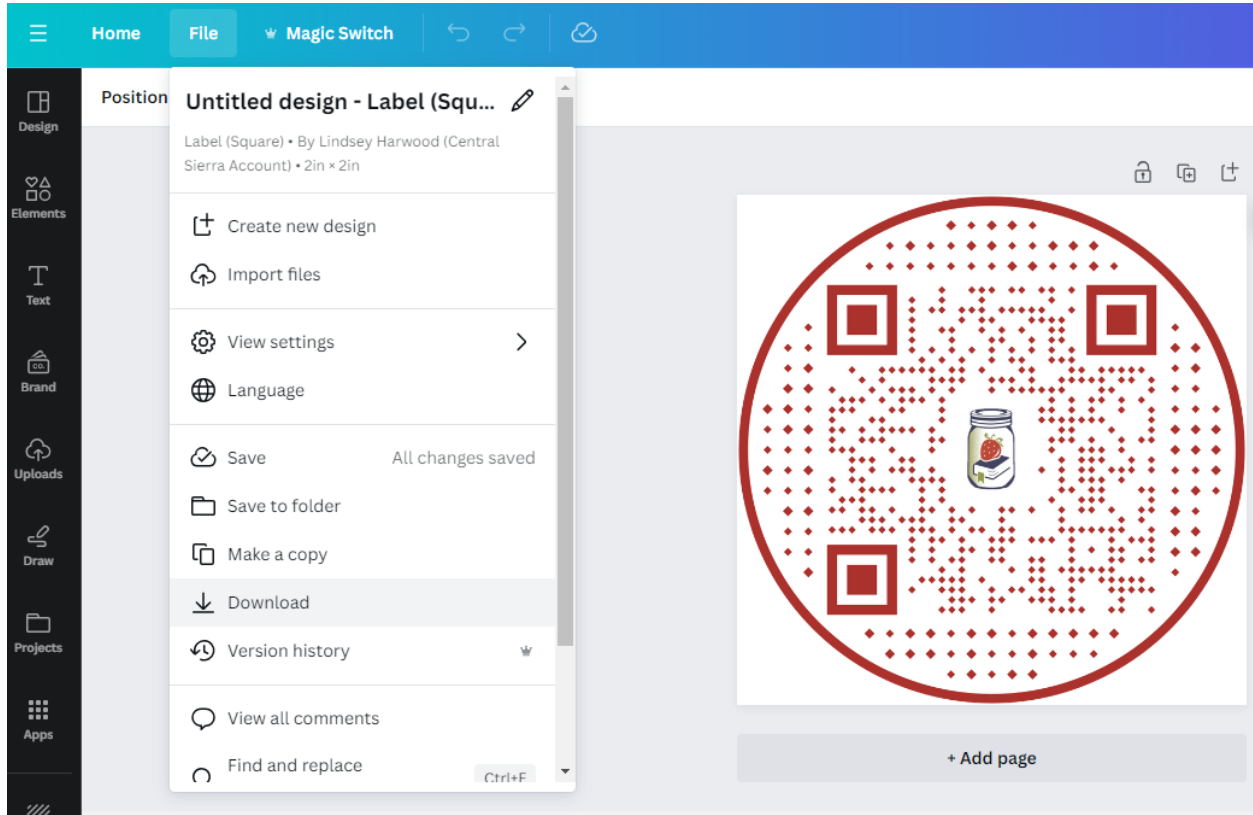 Home File Magic Switch
Design
Elements
Text
CO.
Brand
Uploads
Draw
Projects
Apps
Position
Untitled design - Label (Squ...
Label (Square) • By Lindsey Harwood (Central
Sierra Account) • 2in × 2in
Create new design
Import files
View settings
Language
Save All changes saved
Save to folder
Make a copy
Download
Version history
View all comments
Find and replace
Ctrl+F
+ Add page